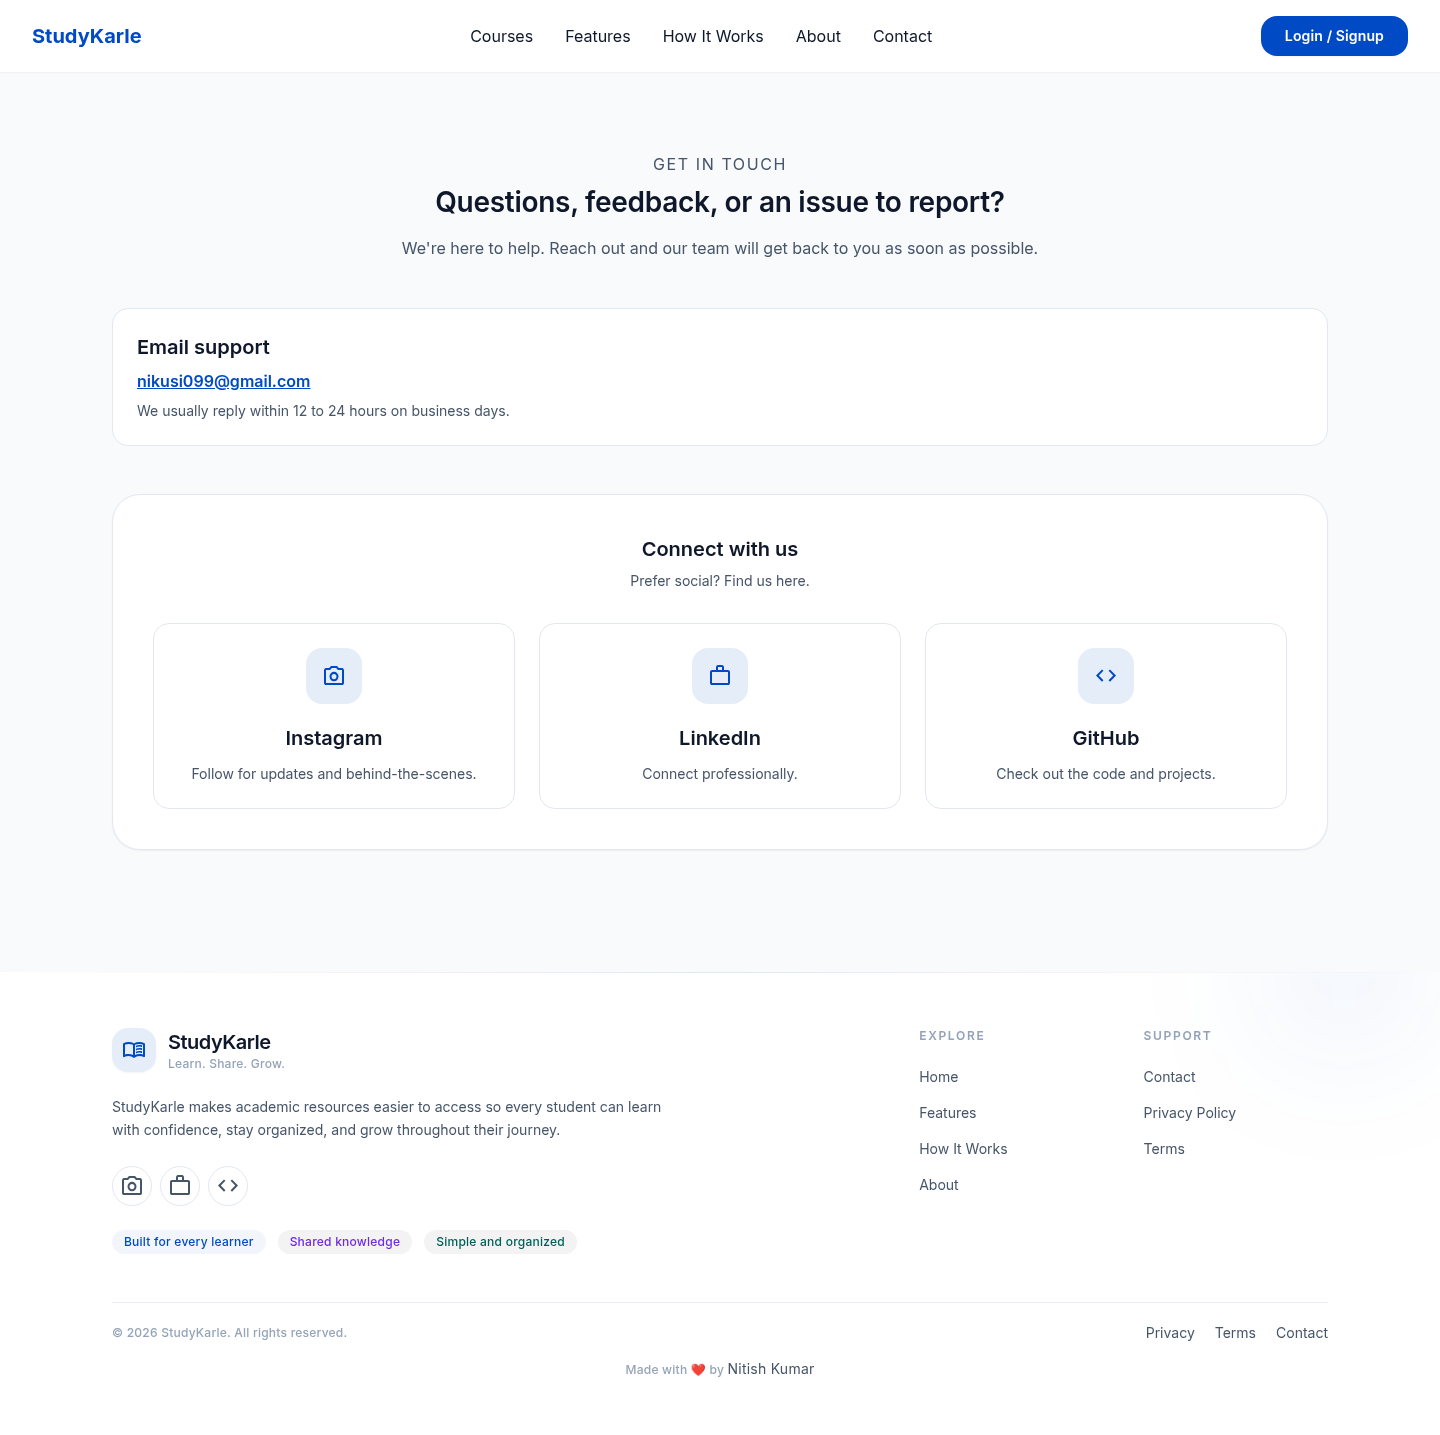 StudyKarle
Courses
Features
How It Works
About
Contact
Login / Signup
GET IN TOUCH
Questions, feedback, or an issue to report?
We're here to help. Reach out and our team will get back to you as soon as possible.
Email support
nikusi099@gmail.com
We usually reply within 12 to 24 hours on business days.
Connect with us
Prefer social? Find us here.
Instagram
Follow for updates and behind-the-scenes.
LinkedIn
Connect professionally.
GitHub
Check out the code and projects.
StudyKarle
Learn. Share. Grow.
StudyKarle makes academic resources easier to access so every student can learn
with confidence, stay organized, and grow throughout their journey.
Built for every learner
Shared knowledge
Simple and organized
EXPLORE
Home
Features
How It Works
About
SUPPORT
Contact
Privacy Policy
Terms
© 2026 StudyKarle. All rights reserved.
Privacy
Terms
Contact
Made with ❤️ by Nitish Kumar